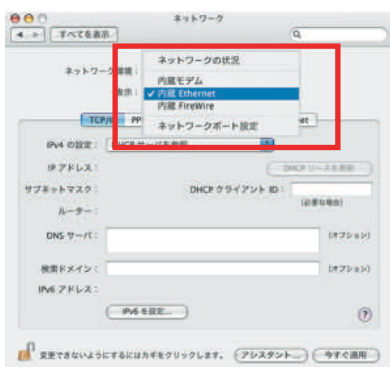 ネットワーク
すべてを表示
ネットワーク環境：
ネットワークの状況
内蔵モデム
表示：
✓ 内蔵 Ethernet
内蔵 FireWire
ネットワークポート設定
TCP/ PP
IPv4 の設定： DHCP サーバを参照
IP アドレス：
DHCP リースを更新
サブネットマスク：
DHCP クライアント ID：
(必要な場合)
ルーター：
DNS サーバ：
(オプション)
検索ドメイン：
(オプション)
IPv6 アドレス：
IPv6 を設定...
?
変更できないようにするにはカギをクリックします。
アシスタント...
今すぐ適用